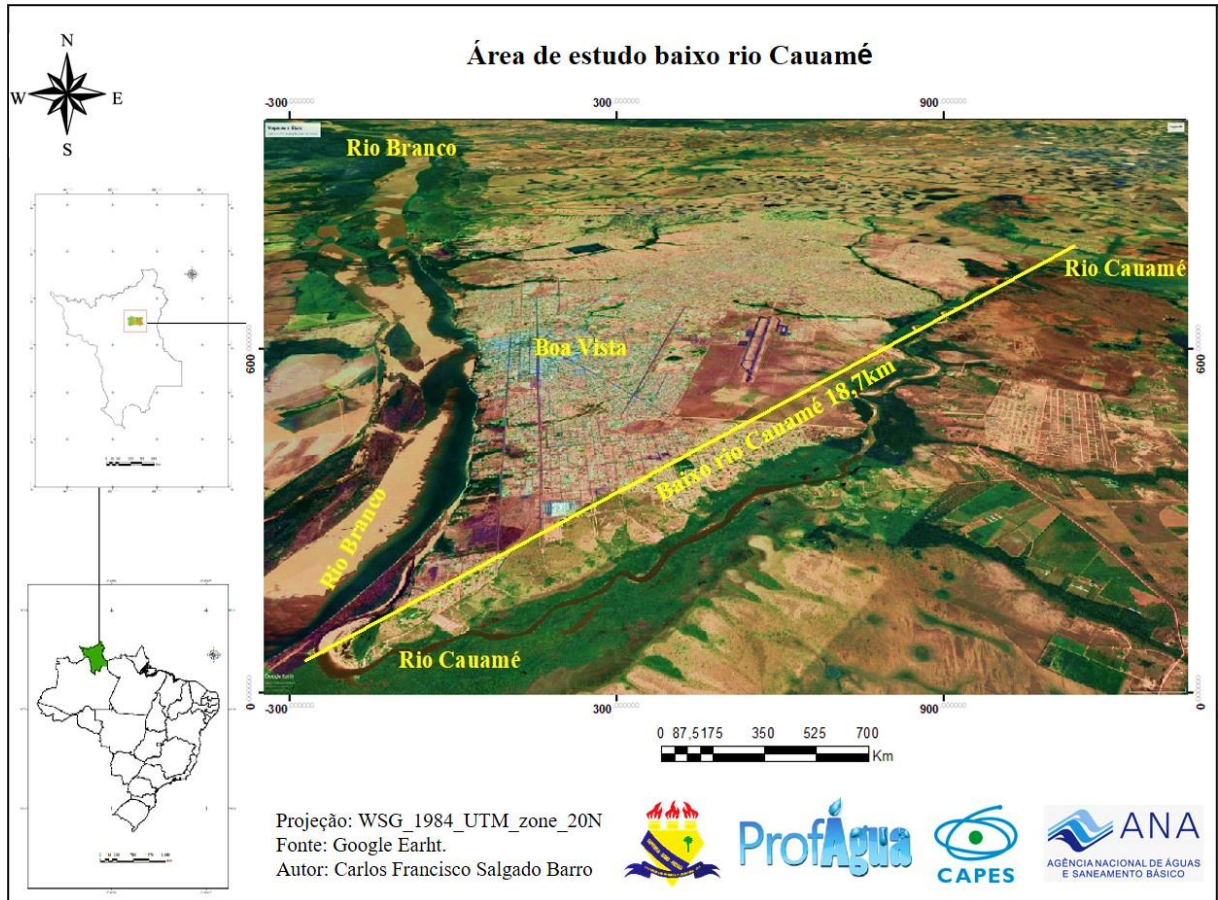 Área de estudo baixo rio Cauamé
N
W
E
S
-300
300
900
Rio Branco
Rio Cauamé
Boa Vista
600
600
Baixo rio Cauamé 18,7km
Rio Branco
Rio Cauamé
0
0
-300
300
900
0 87,5175 350 525 700
Km
Projeção: WSG_1984_UTM_zone_20N
Fonte: Google Earht.
Autor: Carlos Francisco Salgado Barro
ProfÁgua
CAPES
ANA
AGÊNCIA NACIONAL DE ÁGUAS
E SANEAMENTO BÁSICO